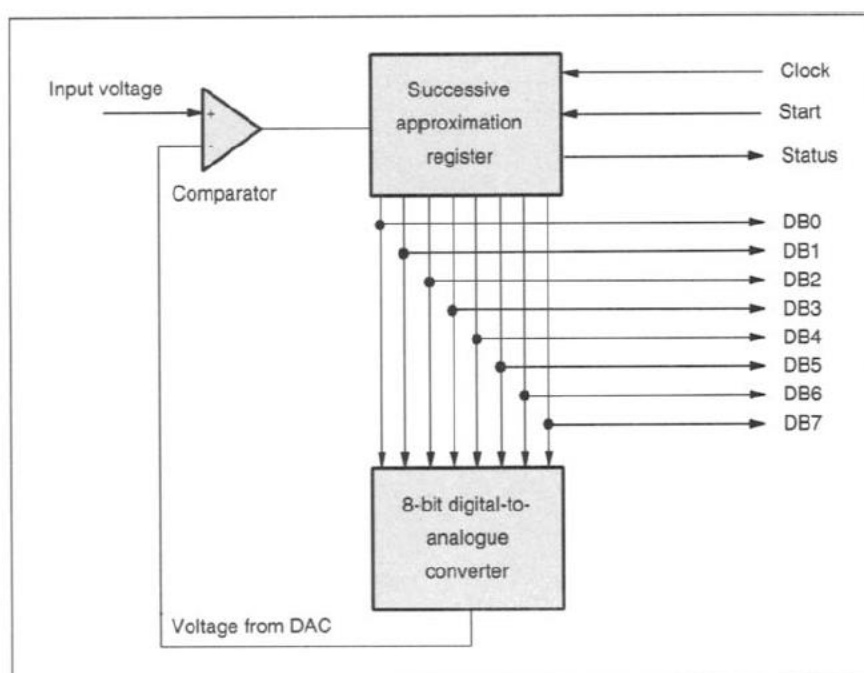 Input voltage
+
-
Comparator
Successive
approximation
register
Clock
Start
Status
DB0
DB1
DB2
DB3
DB4
DB5
DB6
DB7
8-bit digital-to-
analogue
converter
Voltage from DAC